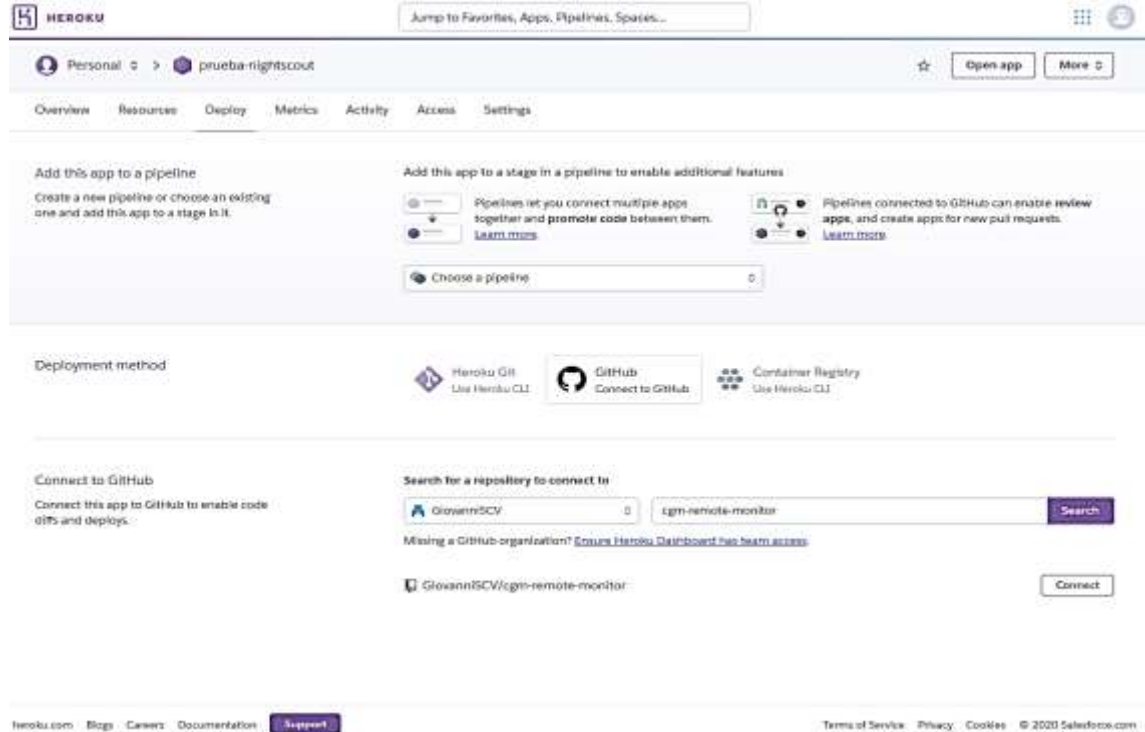 HEROKU
Jump to Favorites, Apps, Pipelines, Spaces...
Personal > prueba-nightscout
Open app
More
Overview Resources Deploy Metrics Activity Access Settings
Add this app to a pipeline
Create a new pipeline or choose an existing
one and add this app to a stage in it.
Add this app to a stage in a pipeline to enable additional features
Pipelines let you connect multiple apps
together and promote code between them.
Learn more.
Pipelines connected to GitHub can enable review
apps, and create apps for new pull requests.
Learn more.
Choose a pipeline
Deployment method
Heroku Git
Use Heroku CLI
GitHub
Connect to GitHub
Container Registry
Use Heroku CLI
Connect to GitHub
Connect this app to GitHub to enable code
diffs and deploys.
Search for a repository to connect to
GiovanniSCV
cgm-remote-monitor
Search
Missing a GitHub organization? Ensure Heroku Dashboard has team access.
GiovanniSCV/cgm-remote-monitor
Connect
heroku.com Blogs Careers Documentation Support
Terms of Service Privacy Cookies © 2020 Salesforce.com